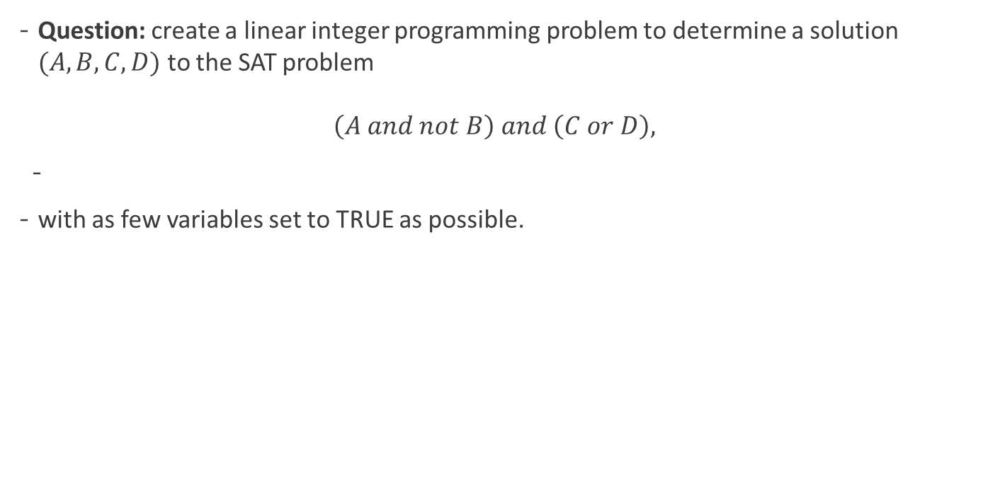 - Question: create a linear integer programming problem to determine a solution
(A, B, C, D) to the SAT problem
(A and not B) and (C or D),
-
- with as few variables set to TRUE as possible.